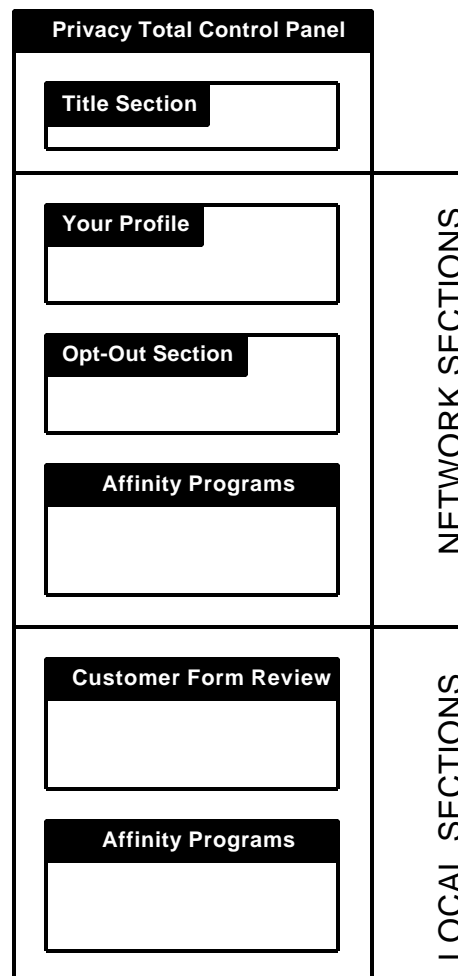 Privacy Total Control Panel
Title Section
Your Profile
Opt-Out Section
Affinity Programs
NETWORK SECTIONS
Customer Form Review
Affinity Programs
LOCAL SECTIONS